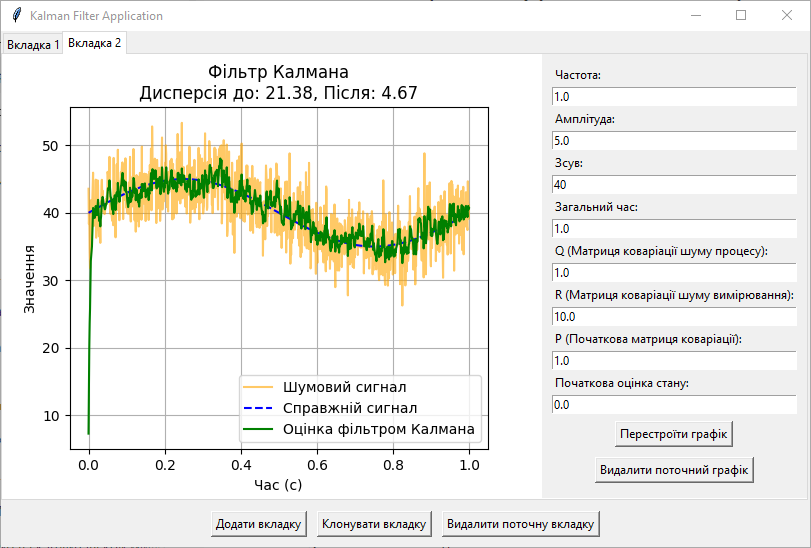 Kalman Filter Application
Вкладка 1
Вкладка 2
Фільтр Калмана
Дисперсія до: 21.38, Після: 4.67
Значення
50
40
30
20
10
0.0
0.2
0.4
0.6
0.8
1.0
Час (с)
Шумовий сигнал
Справжній сигнал
Оцінка фільтром Калмана
Частота:
1.0
Амплітуда:
5.0
Зсув:
40
Загальний час:
1.0
Q (Матриця коваріації шуму процесу):
1.0
R (Матриця коваріації шуму вимірювання):
10.0
P (Початкова матриця коваріації):
1.0
Початкова оцінка стану:
0.0
Перестроїти графік
Видалити поточний графік
Додати вкладку
Клонувати вкладку
Видалити поточну вкладку